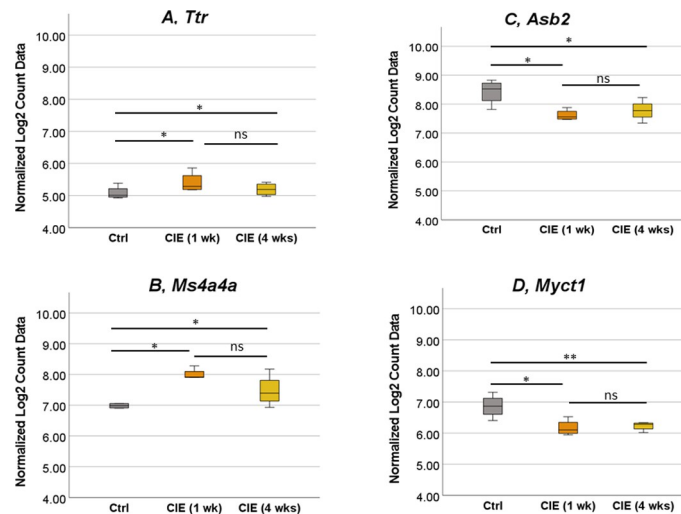 A, Ttr
Normalized Log2 Count Data
10.00
9.00
8.00
7.00
6.00
5.00
4.00
*
*
ns
Ctrl
CIE (1 wk)
CIE (4 wks)
C, Asb2
Normalized Log2 Count Data
10.00
9.00
8.00
7.00
6.00
5.00
4.00
*
*
ns
Ctrl
CIE (1 wk)
CIE (4 wks)
B, Ms4a4a
Normalized Log2 Count Data
10.00
9.00
8.00
7.00
6.00
5.00
4.00
*
*
ns
Ctrl
CIE (1 wk)
CIE (4 wks)
D, Myct1
Normalized Log2 Count Data
10.00
9.00
8.00
7.00
6.00
5.00
4.00
**
*
ns
Ctrl
CIE (1 wk)
CIE (4 wks)